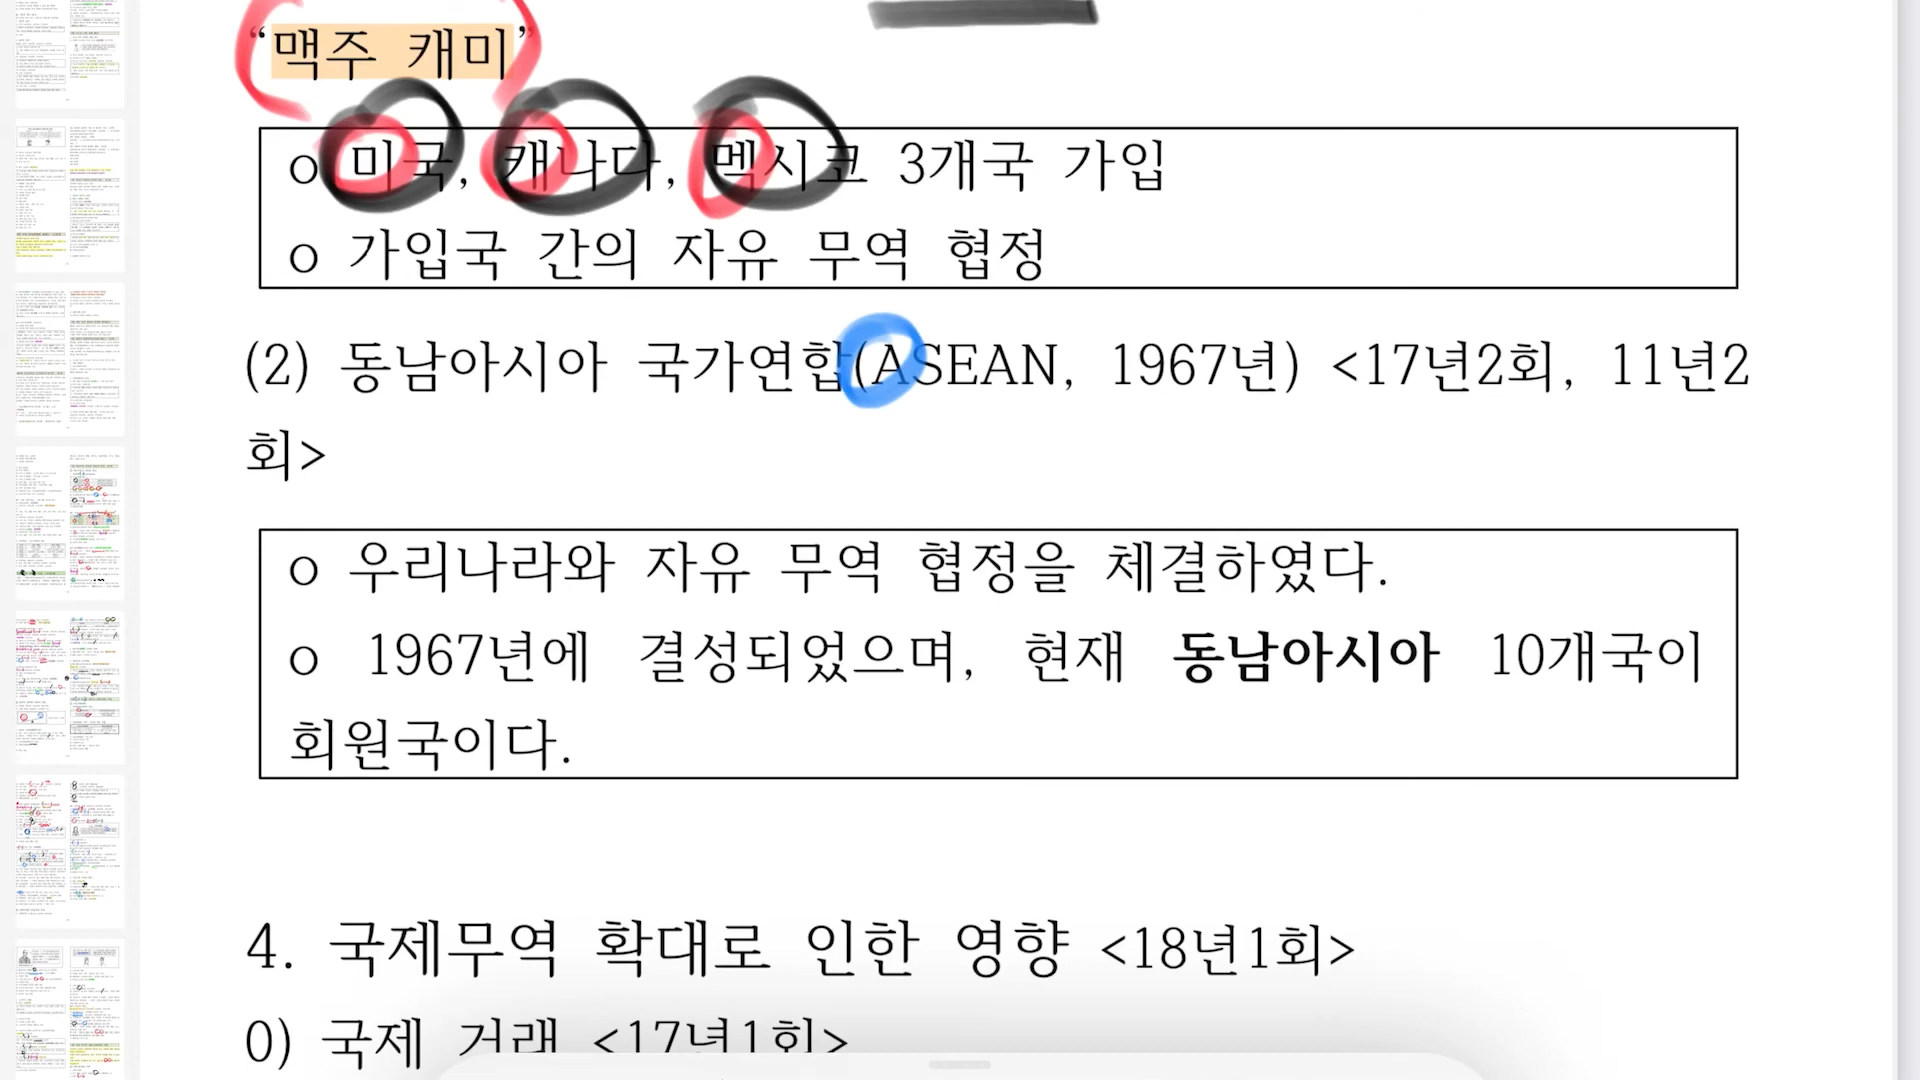 “맥주 캐미”
o 미국, 캐나다, 멕시코 3개국 가입
o 가입국 간의 자유 무역 협정
(2) 동남아시아 국가연합(ASEAN, 1967년) <17년2회, 11년2
회>
o 우리나라와 자유 무역 협정을 체결하였다.
o 1967년에 결성되었으며, 현재 동남아시아 10개국이
회원국이다.
4. 국제무역 확대로 인한 영향 <18년1회>
0) 국제 거래 <17년1회>